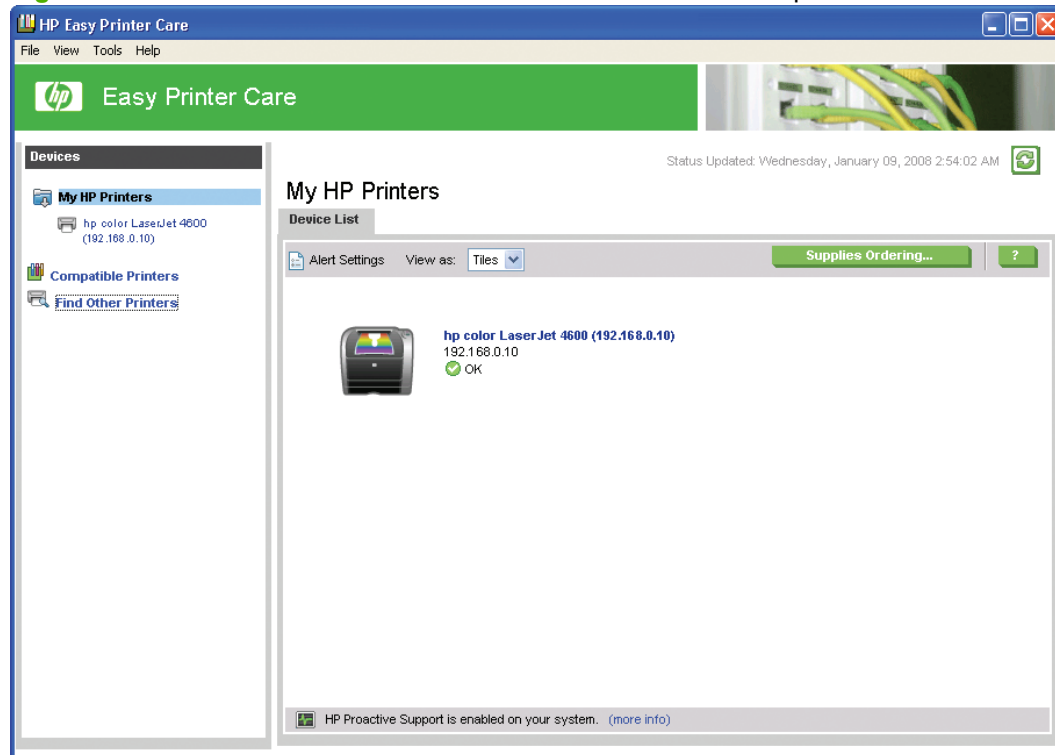 HP Easy Printer Care
File View Tools Help
hp Easy Printer Care
Devices
My HP Printers
hp color LaserJet 4600
(192.168.0.10)
Compatible Printers
Find Other Printers
Status Updated: Wednesday, January 09, 2008 2:54:02 AM
My HP Printers
Device List
Alert Settings View as: Tiles Supplies Ordering... ?
hp color LaserJet 4600 (192.168.0.10)
192.168.0.10
OK
HP Proactive Support is enabled on your system. (more info)